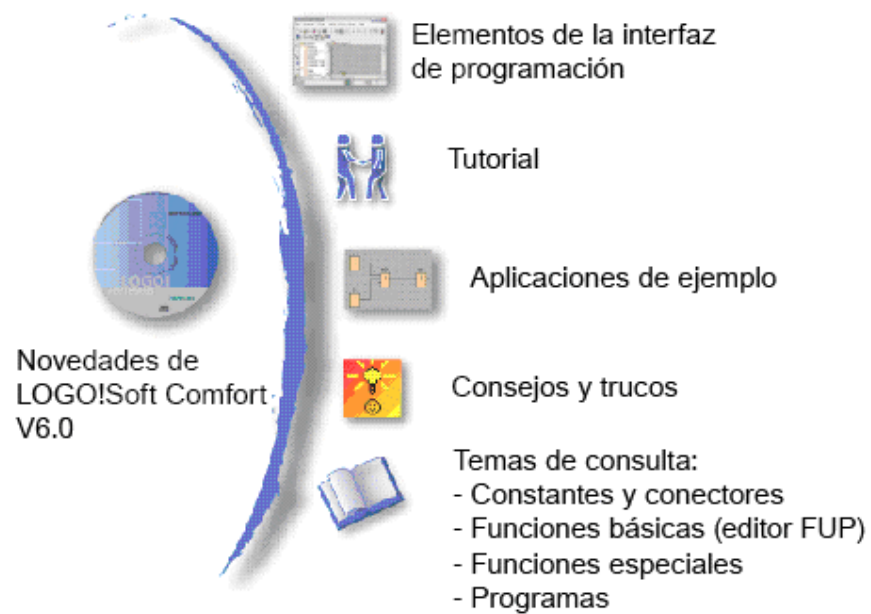 Elementos de la interfaz
de programación
Tutorial
Aplicaciones de ejemplo
Novedades de
LOGO!Soft Comfort
V6.0
Consejos y trucos
Temas de consulta:
- Constantes y conectores
- Funciones básicas (editor FUP)
- Funciones especiales
- Programas
LOGO!